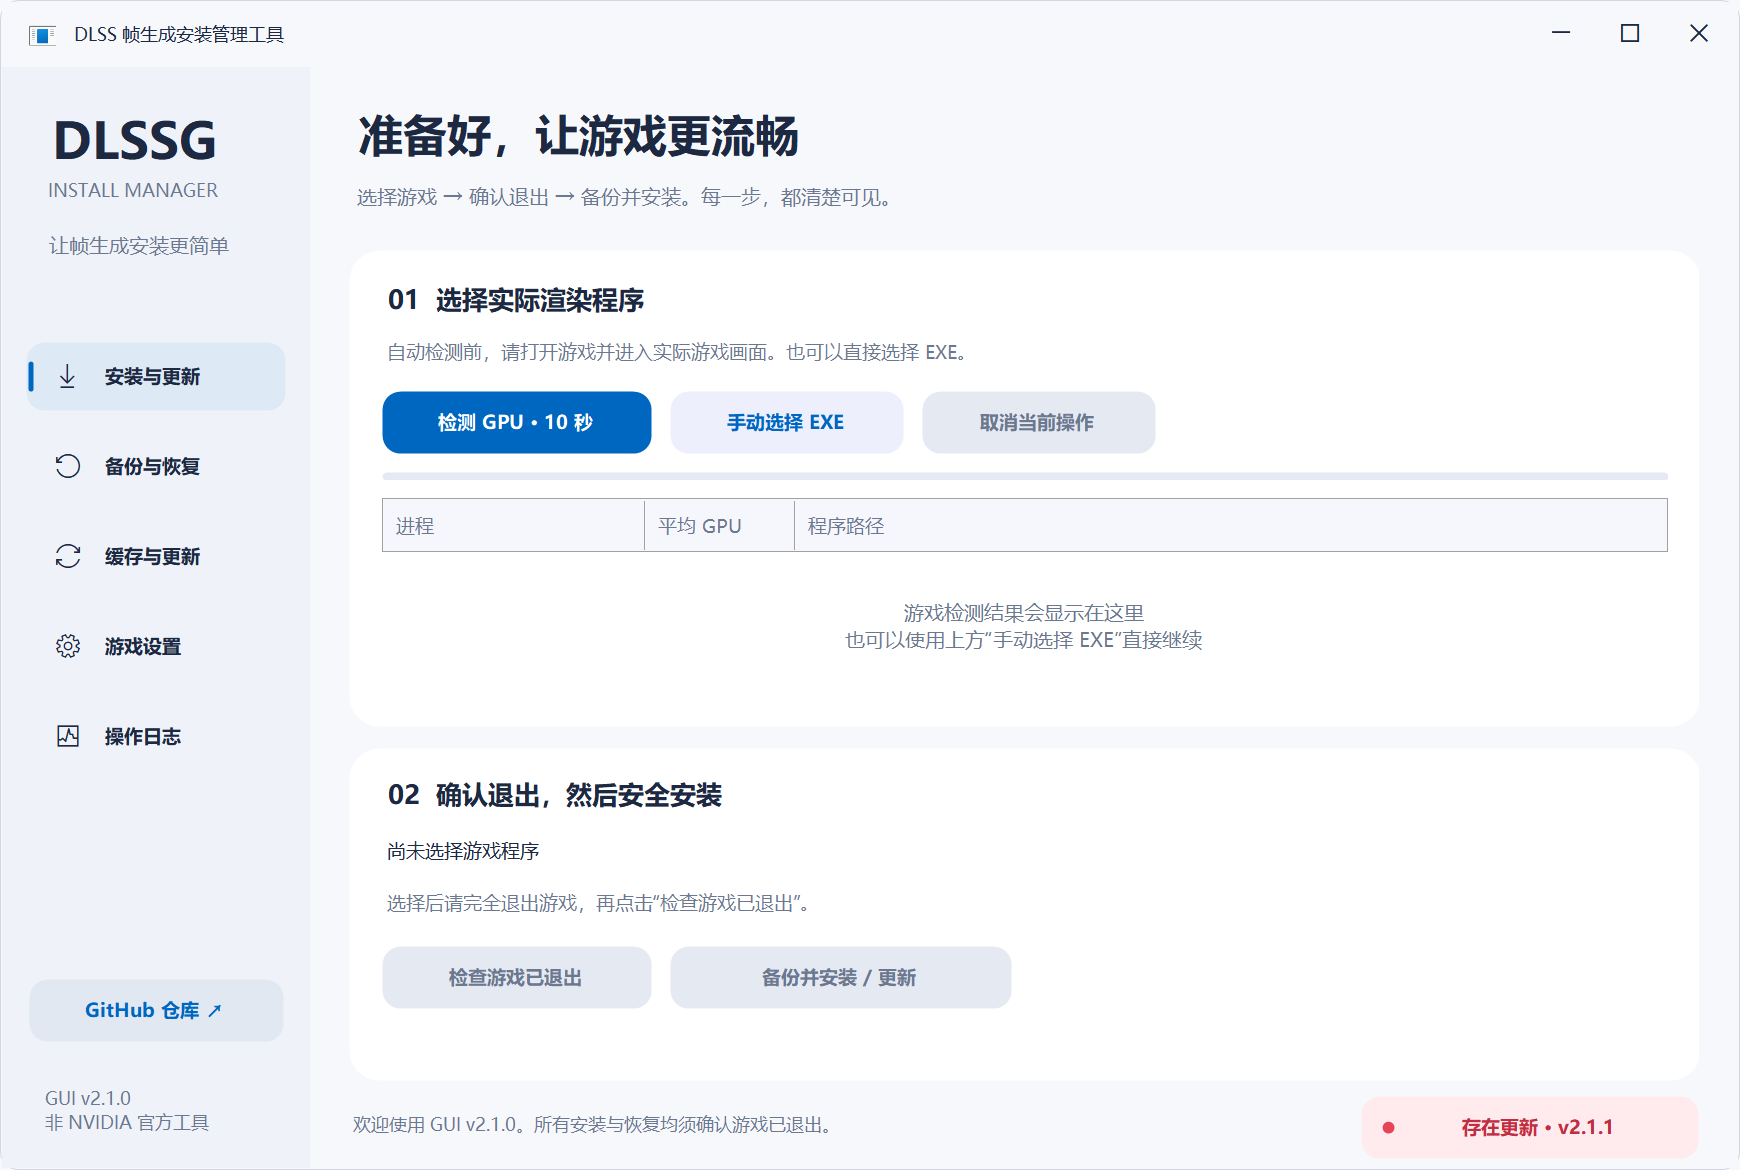 DLSS 帧生成安装管理工具
DLSSG
INSTALL MANAGER
让帧生成安装更简单
安装与更新
备份与恢复
缓存与更新
游戏设置
操作日志
GitHub 仓库 ↗
GUI v2.1.0
非 NVIDIA 官方工具
准备好，让游戏更流畅
选择游戏 → 确认退出 → 备份并安装。每一步，都清楚可见。
01 选择实际渲染程序
自动检测前，请打开游戏并进入实际游戏画面。也可以直接选择 EXE。
检测 GPU • 10 秒
手动选择 EXE
取消当前操作
进程 平均 GPU 程序路径
游戏检测结果会显示在这里
也可以使用上方“手动选择 EXE”直接继续
02 确认退出，然后安全安装
尚未选择游戏程序
选择后请完全退出游戏，再点击“检查游戏已退出”。
检查游戏已退出
备份并安装 / 更新
欢迎使用 GUI v2.1.0。所有安装与恢复均须确认游戏已退出。
存在更新 • v2.1.1